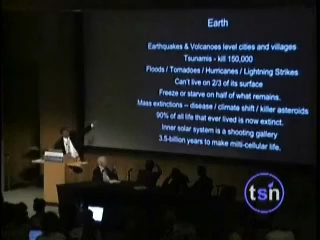 Earth
Earthquakes & Volcanoes level cities and villages
Tsunamis - kill 150,000
Floods / Tornadoes / Hurricanes / Lightning Strikes
Can't live on 2/3 of its surface
Freeze or starve on half of what remains.
Mass extinctions -- disease / climate shift / killer asteroids
90% of all life that ever lived is now extinct.
Inner solar system is a shooting gallery
3.5-billion years to make multi-cellular life.
tsn